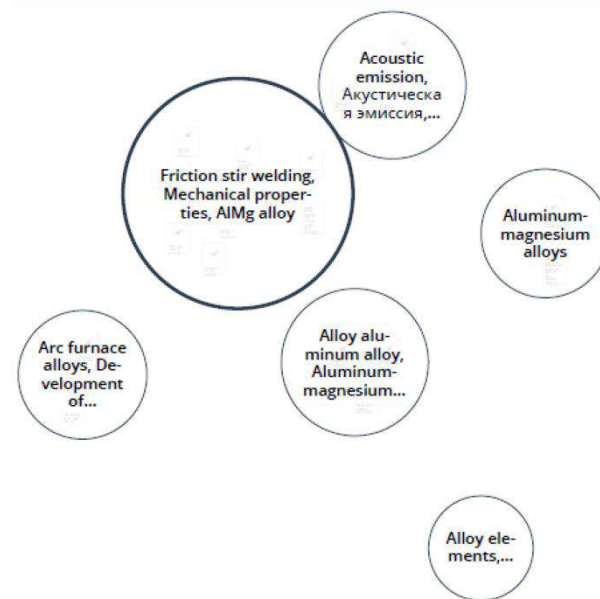 Acoustic
emission,
Акустическа
я эмиссия,...
Friction stir welding,
Mechanical proper-
ties, AlMg alloy
Aluminum-
magnesium
alloys
Arc furnace
alloys, De-
velopment
of...
Alloy alu-
minum alloy,
Aluminum-
magnesium...
Alloy ele-
ments,...